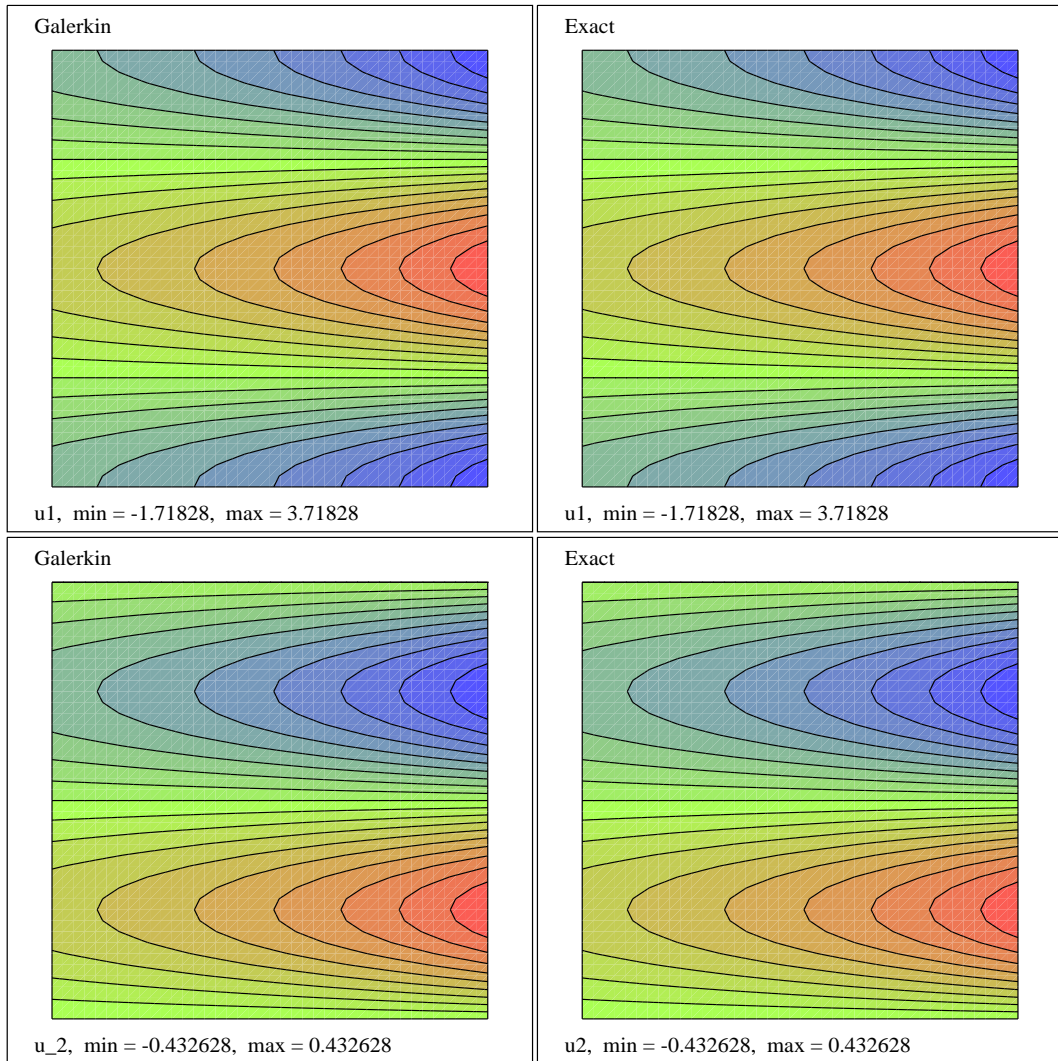 Galerkin
Exact
u1, min = -1.71828, max = 3.71828
u1, min = -1.71828, max = 3.71828
Galerkin
Exact
u_2, min = -0.432628, max = 0.432628
u2, min = -0.432628, max = 0.432628